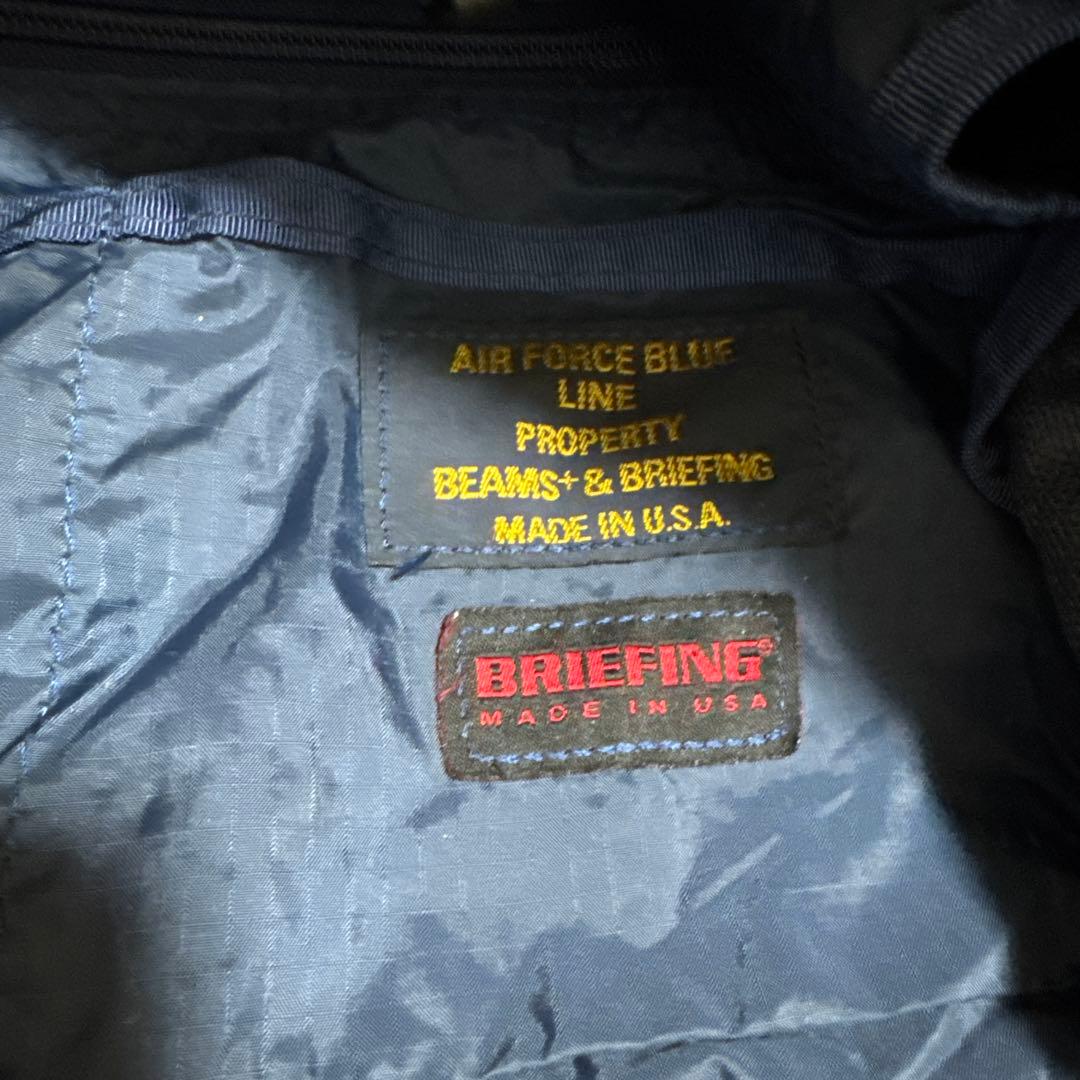 AIR FORCE BLUE
LINE
PROPERTY
BEAMS+ & BRIEFING
MADE IN U.S.A.
BRIEFING®
MADE IN USA